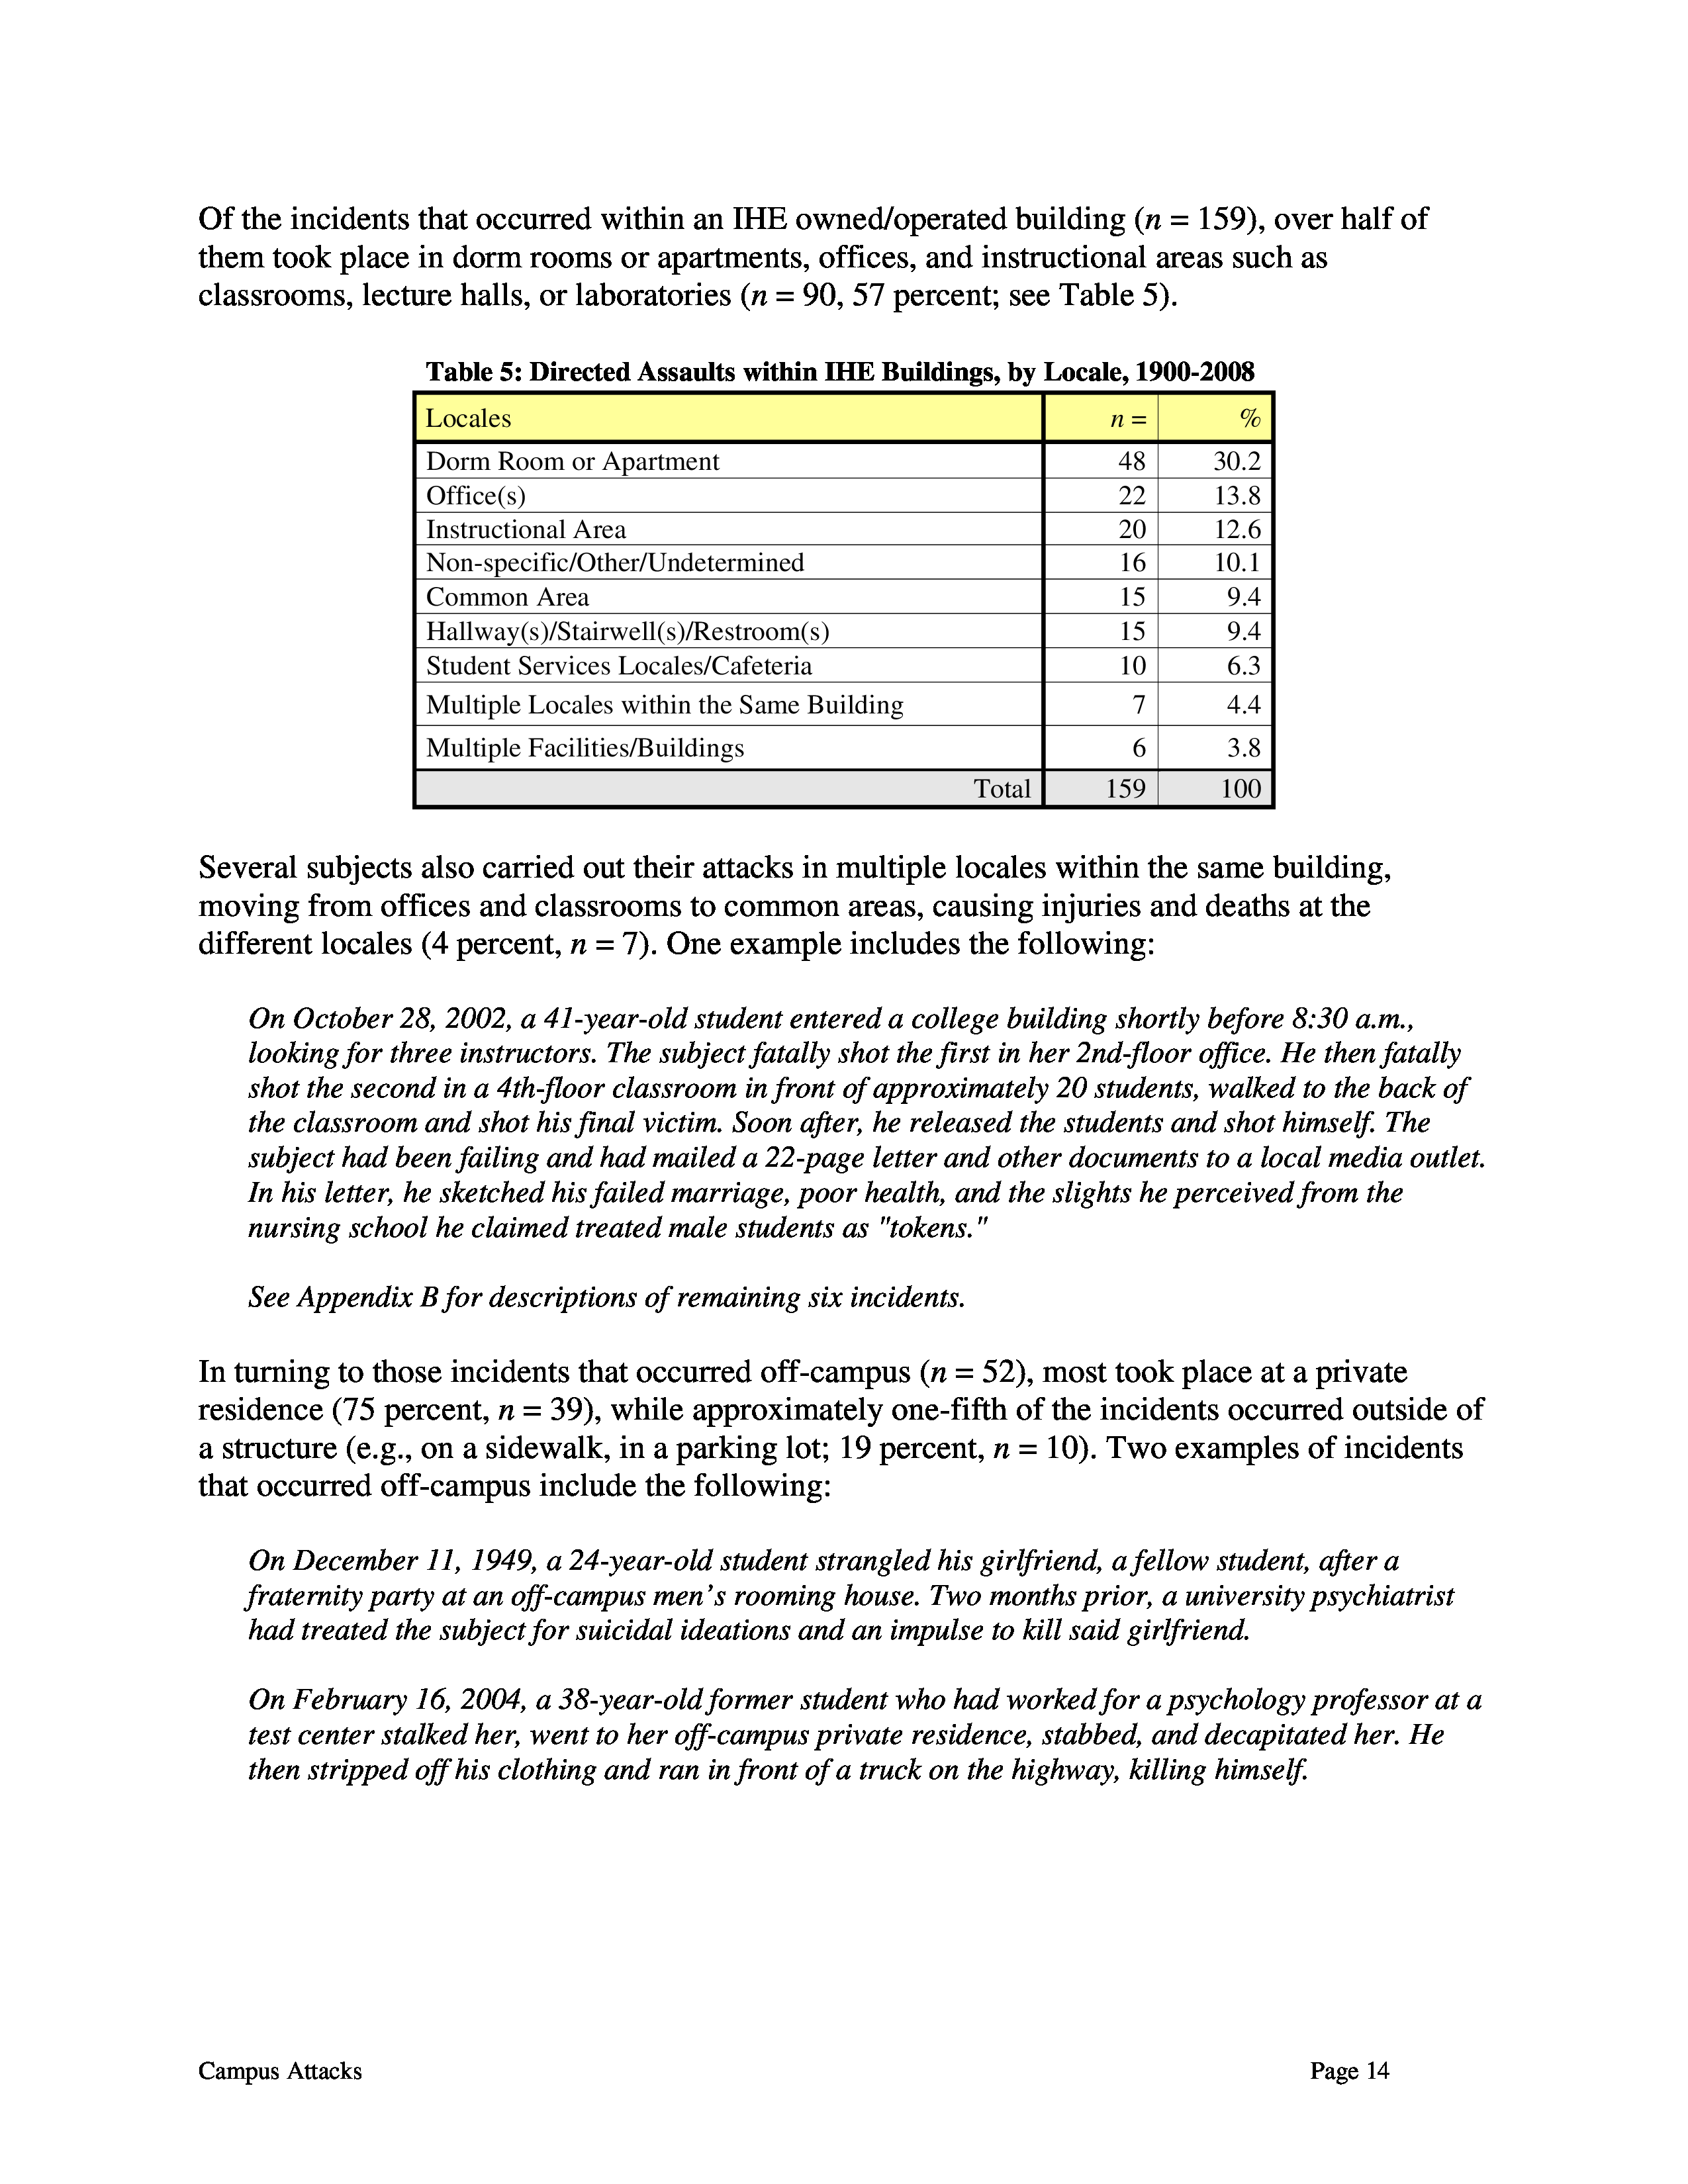 Of the incidents that occurred within an IHE owned/operated building (n = 159), over half of
them took place in dorm rooms or apartments, offices, and instructional areas such as
classrooms, lecture halls, or laboratories (n = 90, 57 percent; see Table 5).
Table 5: Directed Assaults within IHE Buildings, by Locale, 1900-2008
Locales n = %
Dorm Room or Apartment 48 30.2
Office(s) 22 13.8
Instructional Area 20 12.6
Non-specific/Other/Undetermined 16 10.1
Common Area 15 9.4
Hallway(s)/Stairwell(s)/Restroom(s) 15 9.4
Student Services Locales/Cafeteria 10 6.3
Multiple Locales within the Same Building 7 4.4
Multiple Facilities/Buildings 6 3.8
Total 159 100
Several subjects also carried out their attacks in multiple locales within the same building,
moving from offices and classrooms to common areas, causing injuries and deaths at the
different locales (4 percent, n = 7). One example includes the following:
On October 28, 2002, a 41-year-old student entered a college building shortly before 8:30 a.m.,
looking for three instructors. The subject fatally shot the first in her 2nd-floor office. He then fatally
shot the second in a 4th-floor classroom in front of approximately 20 students, walked to the back of
the classroom and shot his final victim. Soon after, he released the students and shot himself. The
subject had been failing and had mailed a 22-page letter and other documents to a local media outlet.
In his letter, he sketched his failed marriage, poor health, and the slights he perceived from the
nursing school he claimed treated male students as "tokens."
See Appendix B for descriptions of remaining six incidents.
In turning to those incidents that occurred off-campus (n = 52), most took place at a private
residence (75 percent, n = 39), while approximately one-fifth of the incidents occurred outside of
a structure (e.g., on a sidewalk, in a parking lot; 19 percent, n = 10). Two examples of incidents
that occurred off-campus include the following:
On December 11, 1949, a 24-year-old student strangled his girlfriend, a fellow student, after a
fraternity party at an off-campus men’s rooming house. Two months prior, a university psychiatrist
had treated the subject for suicidal ideations and an impulse to kill said girlfriend.
On February 16, 2004, a 38-year-old former student who had worked for a psychology professor at a
test center stalked her, went to her off-campus private residence, stabbed, and decapitated her. He
then stripped off his clothing and ran in front of a truck on the highway, killing himself.
Campus Attacks Page 14